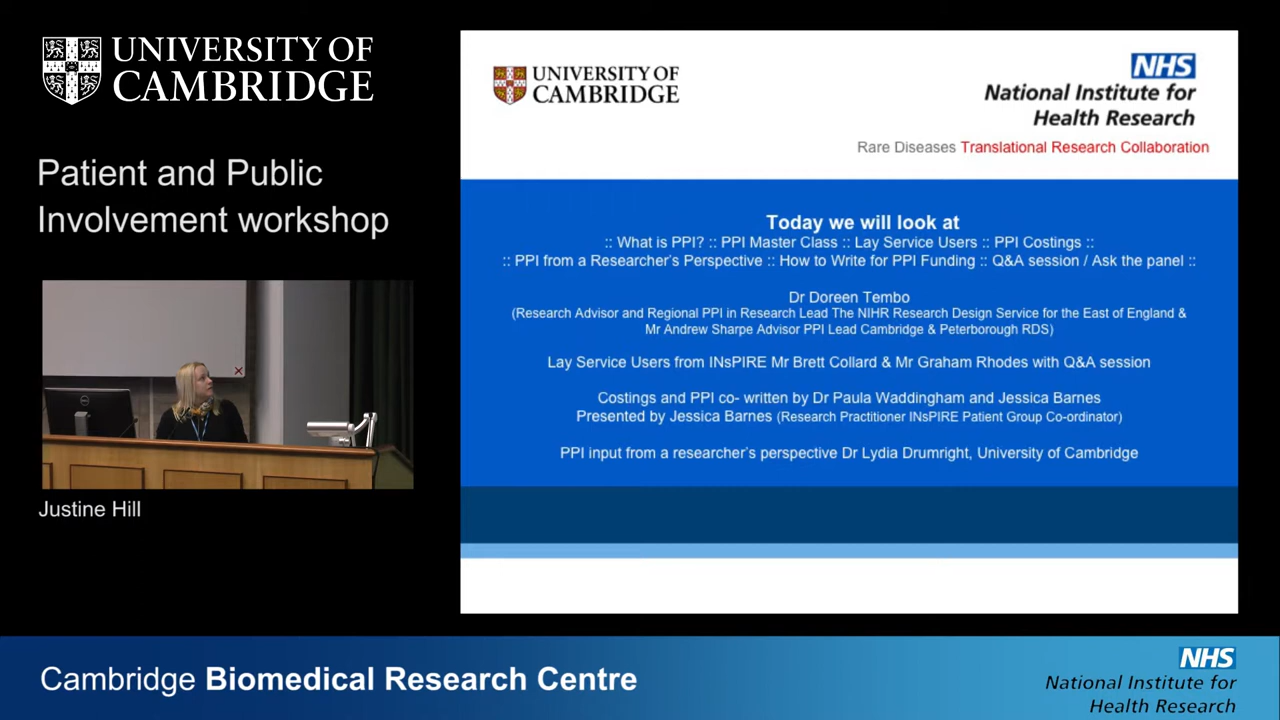 UNIVERSITY OF
CAMBRIDGE
Patient and Public
Involvement workshop
DELL
Justine Hill
UNIVERSITY OF
CAMBRIDGE
NHS
National Institute for
Health Research
Rare Diseases Translational Research Collaboration
Today we will look at
:: What is PPI? :: PPI Master Class :: Lay Service Users :: PPI Costings ::
:: PPI from a Researcher's Perspective :: How to Write for PPI Funding :: Q&A session / Ask the panel ::
Dr Doreen Tembo
(Research Advisor and Regional PPI in Research Lead The NIHR Research Design Service for the East of England &
Mr Andrew Sharpe Advisor PPI Lead Cambridge & Peterborough RDS)
Lay Service Users from INsPIRE Mr Brett Collard & Mr Graham Rhodes with Q&A session
Costings and PPI co- written by Dr Paula Waddingham and Jessica Barnes
Presented by Jessica Barnes (Research Practitioner INsPIRE Patient Group Co-ordinator)
PPI input from a researcher's perspective Dr Lydia Drumright, University of Cambridge
Cambridge Biomedical Research Centre
NHS
National Institute for
Health Research